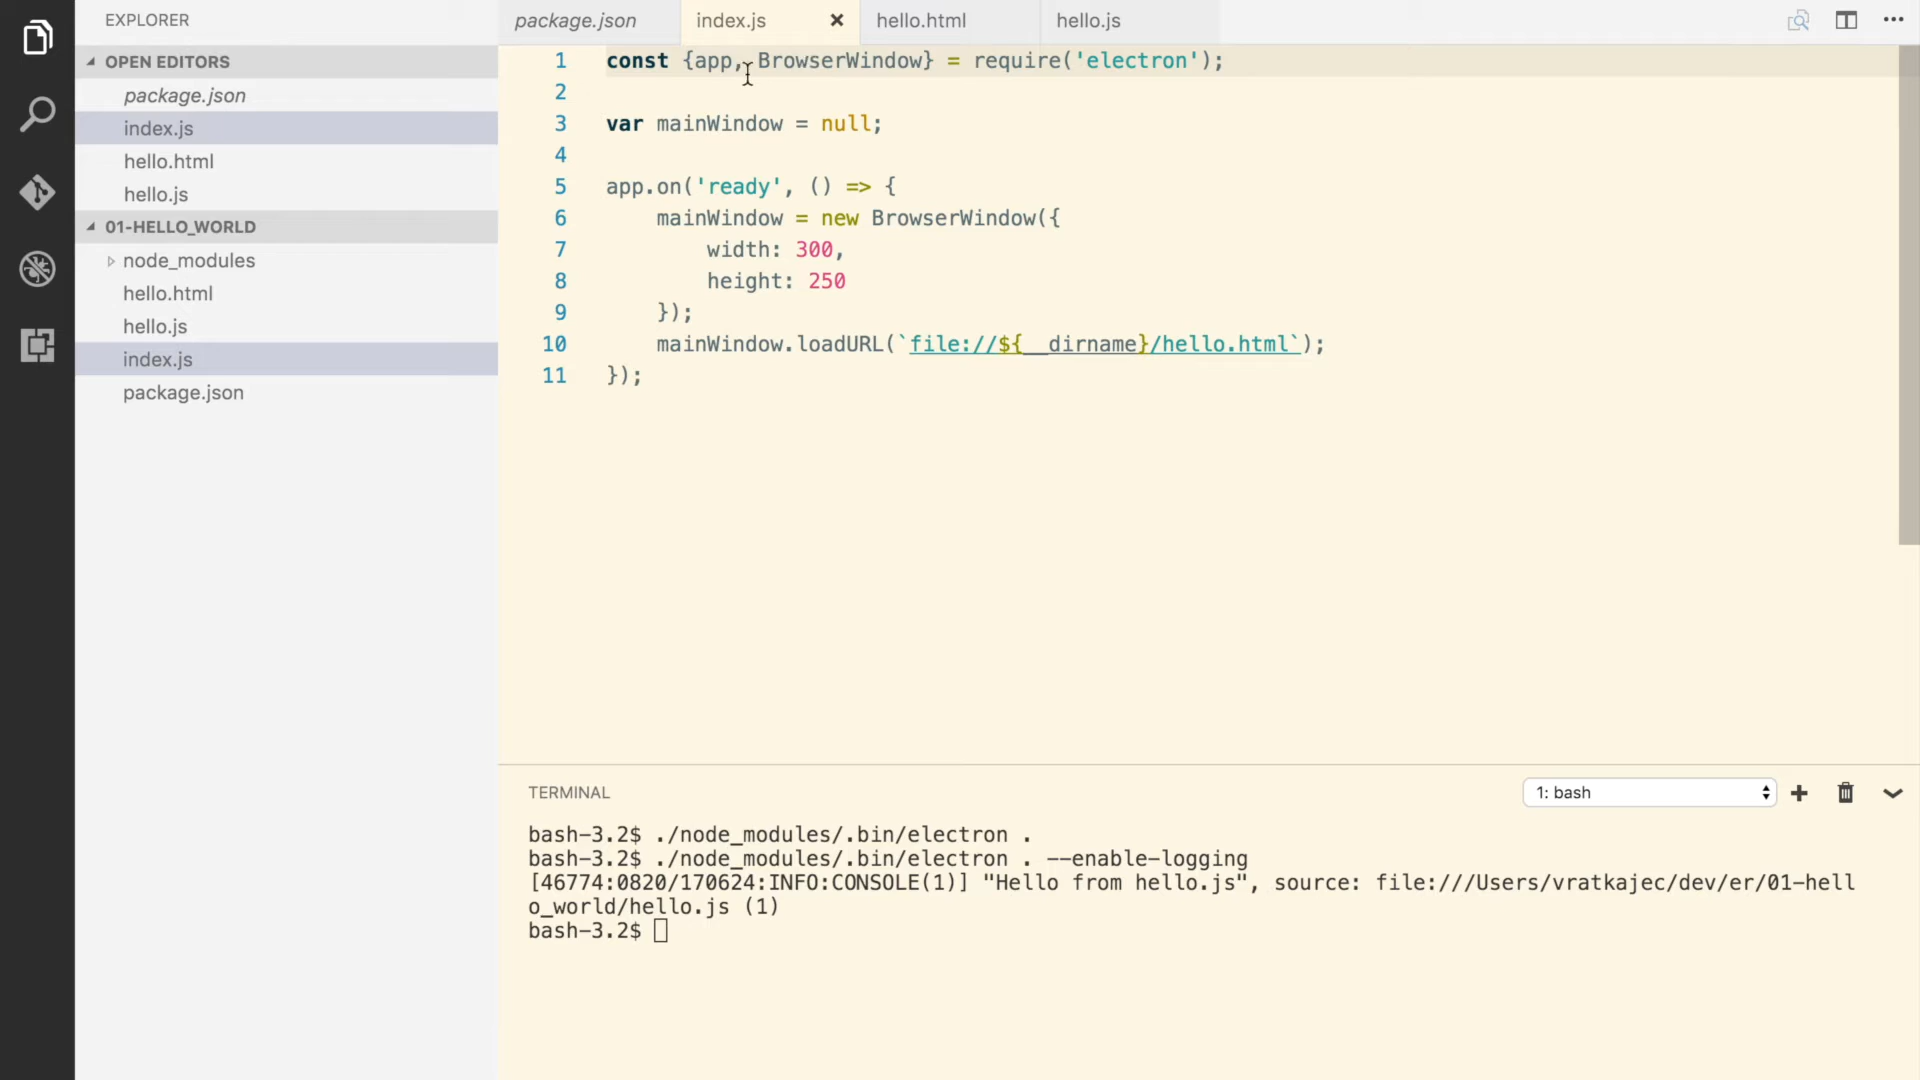 EXPLORER
OPEN EDITORS
package.json
index.js
hello.html
hello.js
01-HELLO_WORLD
node_modules
hello.html
hello.js
index.js
package.json
package.json index.js hello.html hello.js
1 const {app, BrowserWindow} = require('electron');
2
3 var mainWindow = null;
4
5 app.on('ready', () => {
6 mainWindow = new BrowserWindow({
7 width: 300,
8 height: 250
9 });
10 mainWindow.loadURL(`file://${__dirname}/hello.html`);
11 });
TERMINAL
1: bash
bash-3.2$ ./node_modules/.bin/electron .
bash-3.2$ ./node_modules/.bin/electron . --enable-logging
[46774:0820/170624:INFO:CONSOLE(1)] "Hello from hello.js", source: file:///Users/vratkajec/dev/er/01-hell
o_world/hello.js (1)
bash-3.2$